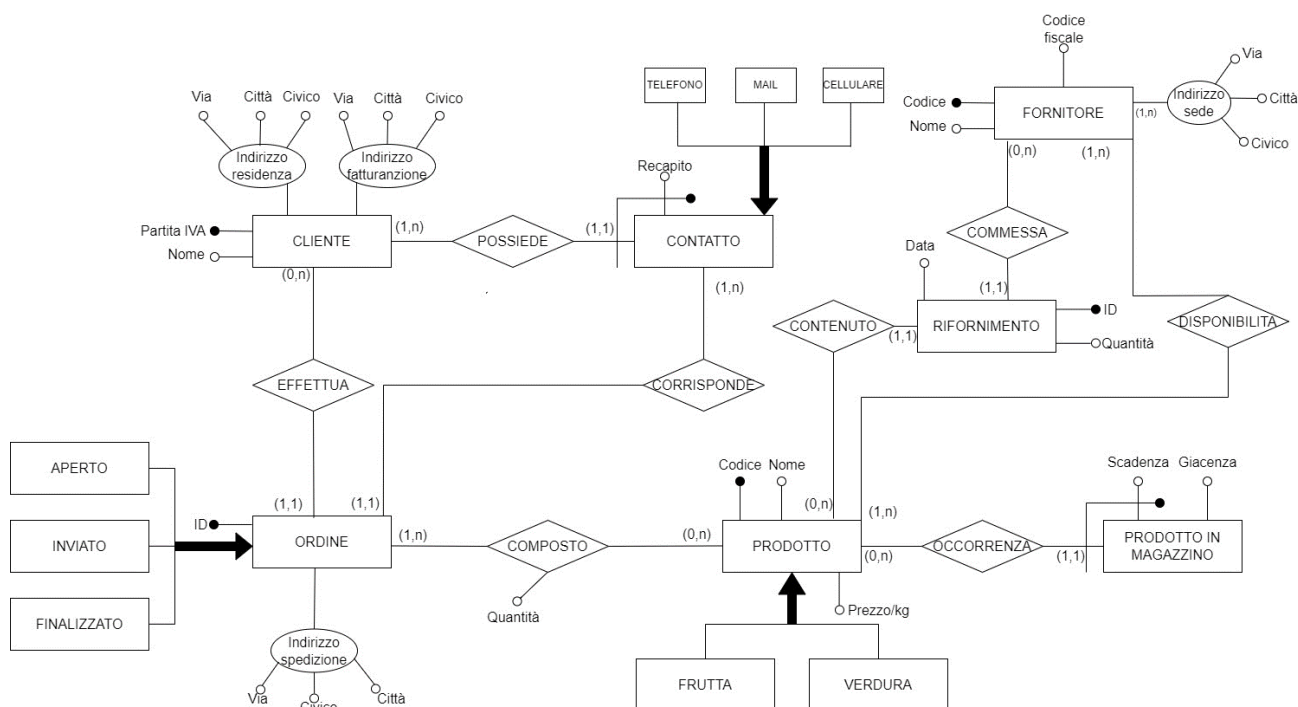 Codice
fiscale
Via
TELEFONO
MAIL
CELLULARE
Via
Città
Civico
Via
Città
Civico
Codice
FORNITORE
(1,n)
Indirizzo
sede
Città
Nome
Civico
(0,n)
(1,n)
Indirizzo
residenza
Indirizzo
fatturanzione
Recapito
Partita IVA
CLIENTE
(1,n)
POSSIEDE
(1,1)
CONTATTO
COMMESSA
Nome
(0,n)
Data
(1,n)
(1,1)
ID
CONTENUTO
(1,1)
RIFORNIMENTO
DISPONIBILITÀ
Quantità
EFFETTUA
CORRISPONDE
APERTO
Codice
Nome
Scadenza
Giacenza
(1,1)
(1,1)
(0,n)
(1,n)
ID
INVIATO
ORDINE
(1,n)
COMPOSTO
(0,n)
PRODOTTO
(0,n)
OCCORRENZA
(1,1)
PRODOTTO IN
MAGAZZINO
Quantità
Prezzo/kg
FINALIZZATO
Indirizzo
spedizione
FRUTTA
VERDURA
Via
Civico
Città